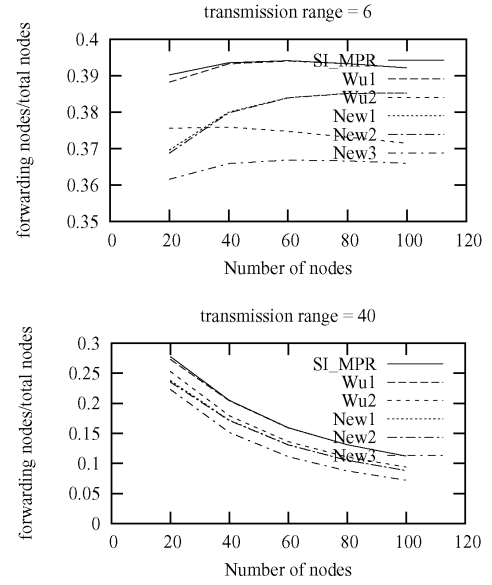 transmission range = 6
forwarding nodes/total nodes
0.4
0.39
0.38
0.37
0.36
0.35
SI_MPR
Wu1
Wu2
New1
New2
New3
0 20 40 60 80 100 120
Number of nodes
transmission range = 40
forwarding nodes/total nodes
0.3
0.25
0.2
0.15
0.1
0.05
0
SI_MPR
Wu1
Wu2
New1
New2
New3
0 20 40 60 80 100 120
Number of nodes